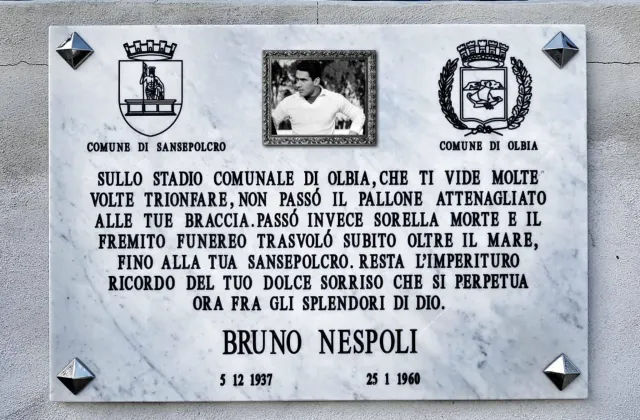 COMUNE DI SANSEPOLCRO
COMUNE DI OLBIA
SULLO STADIO COMUNALE DI OLBIA, CHE TI VIDE MOLTE
VOLTE TRIONFARE, NON PASSÓ IL PALLONE ATTENAGLIATO
ALLE TUE BRACCIA. PASSÓ INVECE SORELLA MORTE E IL
FREMITO FUNEREO TRASVOLÓ SUBITO OLTRE IL MARE,
FINO ALLA TUA SANSEPOLCRO. RESTA L'IMPERITURO
RICORDO DEL TUO DOLCE SORRISO CHE SI PERPETUA
ORA FRA GLI SPLENDORI DI DIO.
BRUNO NESPOLI
5 12 1937 25 1 1960